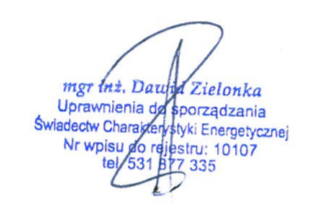 mgr inż. Dawid Zielonka
Uprawnienia do sporządzania
Świadectw Charakterystyki Energetycznej
Nr wpisu do rejestru: 10107
tel. 531 877 335